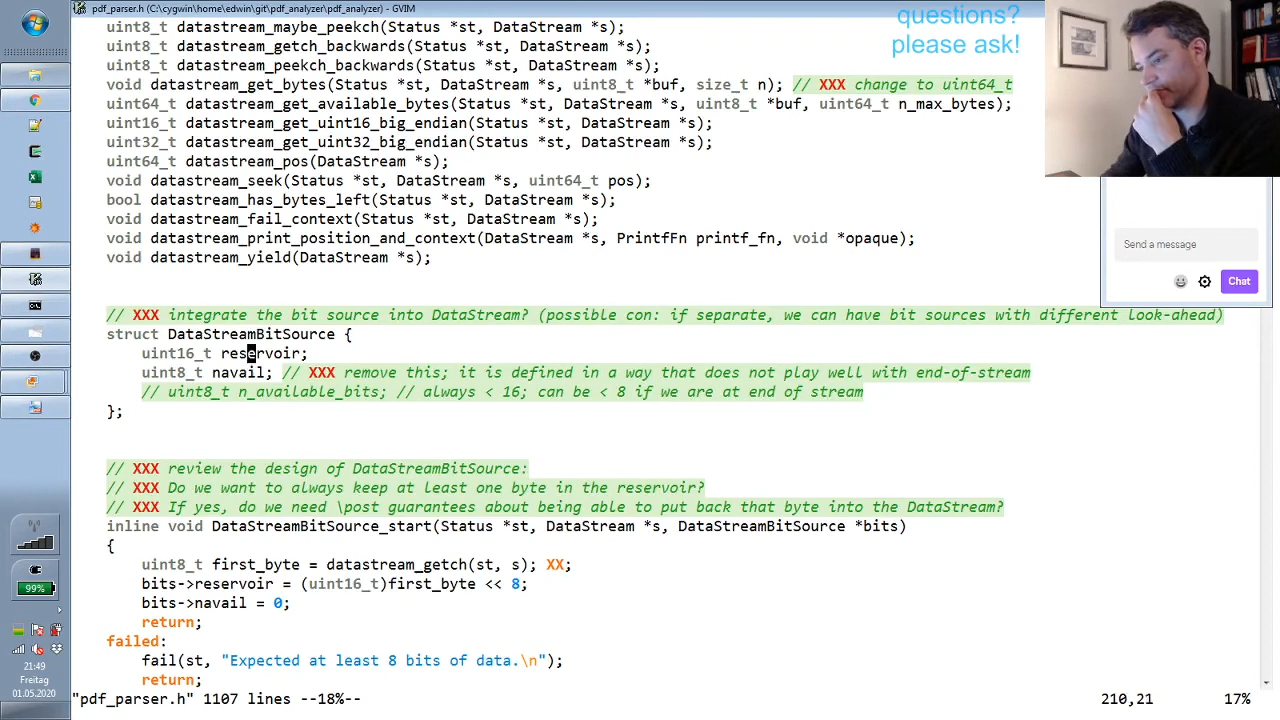 pdf_parser.h (C:\cygwin\home\edwin\git\pdf_analyzer\pdf_analyzer) - GVIM
questions?
please ask!
uint8_t datastream_maybe_peekch(Status *st, DataStream *s);
uint8_t datastream_getch_backwards(Status *st, DataStream *s);
uint8_t datastream_peekch_backwards(Status *st, DataStream *s);
void datastream_get_bytes(Status *st, DataStream *s, uint8_t *buf, size_t n); // XXX change to uint64_t
uint64_t datastream_get_available_bytes(Status *st, DataStream *s, uint8_t *buf, uint64_t n_max_bytes);
uint16_t datastream_get_uint16_big_endian(Status *st, DataStream *s);
uint32_t datastream_get_uint32_big_endian(Status *st, DataStream *s);
uint64_t datastream_pos(DataStream *s);
void datastream_seek(Status *st, DataStream *s, uint64_t pos);
bool datastream_has_bytes_left(Status *st, DataStream *s);
void datastream_fail_context(Status *st, DataStream *s);
void datastream_print_position_and_context(DataStream *s, PrintfFn printf_fn, void *opaque);
void datastream_yield(DataStream *s);
Send a message
Chat
// XXX integrate the bit source into DataStream? (possible con: if separate, we can have bit sources with different look-ahead)
struct DataStreamBitSource {
    uint16_t reservoir;
    uint8_t navail; // XXX remove this; it is defined in a way that does not play well with end-of-stream
    // uint8_t n_available_bits; // always < 16; can be < 8 if we are at end of stream
};
// XXX review the design of DataStreamBitSource:
// XXX Do we want to always keep at least one byte in the reservoir?
// XXX If yes, do we need \post guarantees about being able to put back that byte into the DataStream?
inline void DataStreamBitSource_start(Status *st, DataStream *s, DataStreamBitSource *bits)
{
    uint8_t first_byte = datastream_getch(st, s); XX;
    bits->reservoir = (uint16_t)first_byte << 8;
    bits->navail = 0;
    return;
failed:
    fail(st, "Expected at least 8 bits of data.\n");
    return;
"pdf_parser.h" 1107 lines --18%--
210,21
17%
99%
21:49
Freitag
01.05.2020